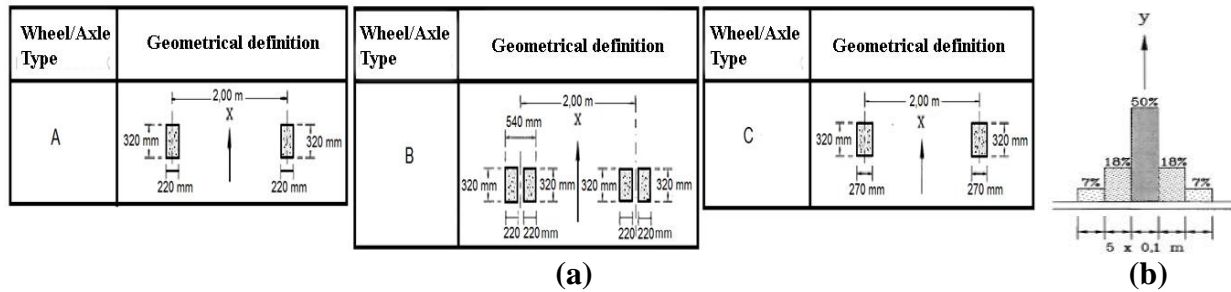 Wheel/Axle
Type
Geometrical definition
A
2,00 m
X
320 mm
320 mm
220 mm
220 mm
Wheel/Axle
Type
Geometrical definition
B
2,00 m
X
540 mm
320 mm
320 mm
320 mm
320 mm
220
220 mm
220
220 mm
Wheel/Axle
Type
Geometrical definition
C
2,00 m
X
320 mm
320 mm
270 mm
270 mm
(a)
y
50%
18%
18%
7%
7%
5 x 0,1 m
(b)